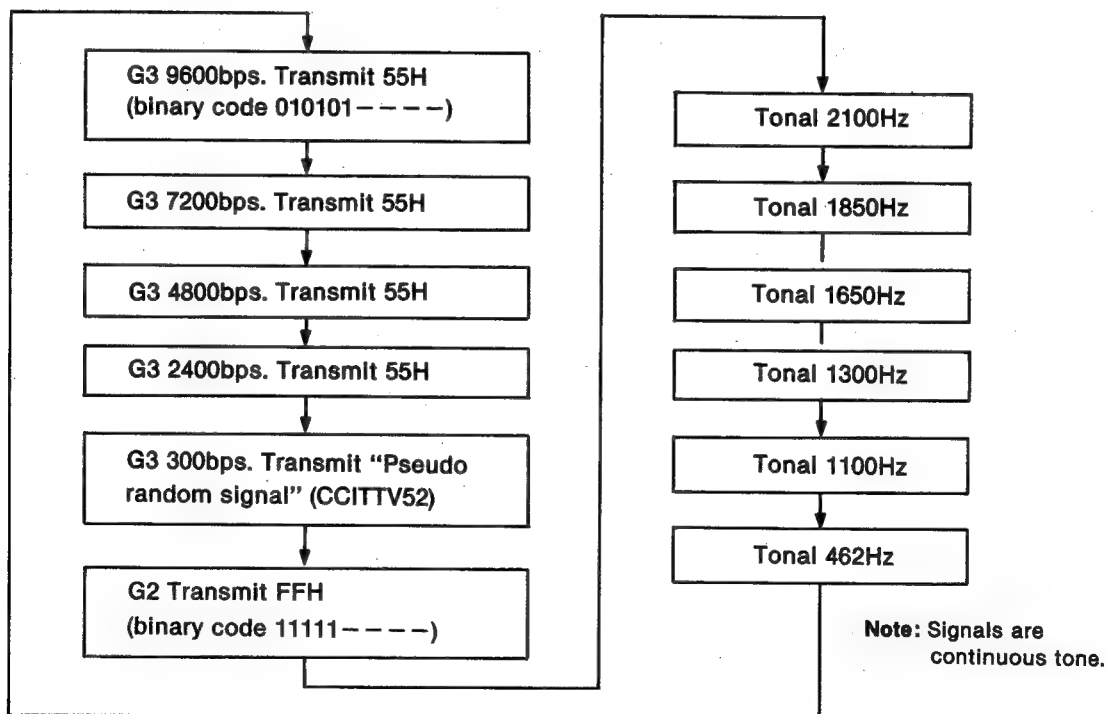 G3 9600bps. Transmit 55H
(binary code 010101－－－－)
G3 7200bps. Transmit 55H
G3 4800bps. Transmit 55H
G3 2400bps. Transmit 55H
G3 300bps. Transmit “Pseudo
random signal” (CCITTV52)
G2 Transmit FFH
(binary code 11111－－－－)
Tonal 2100Hz
Tonal 1850Hz
Tonal 1650Hz
Tonal 1300Hz
Tonal 1100Hz
Tonal 462Hz
Note: Signals are
continuous tone.